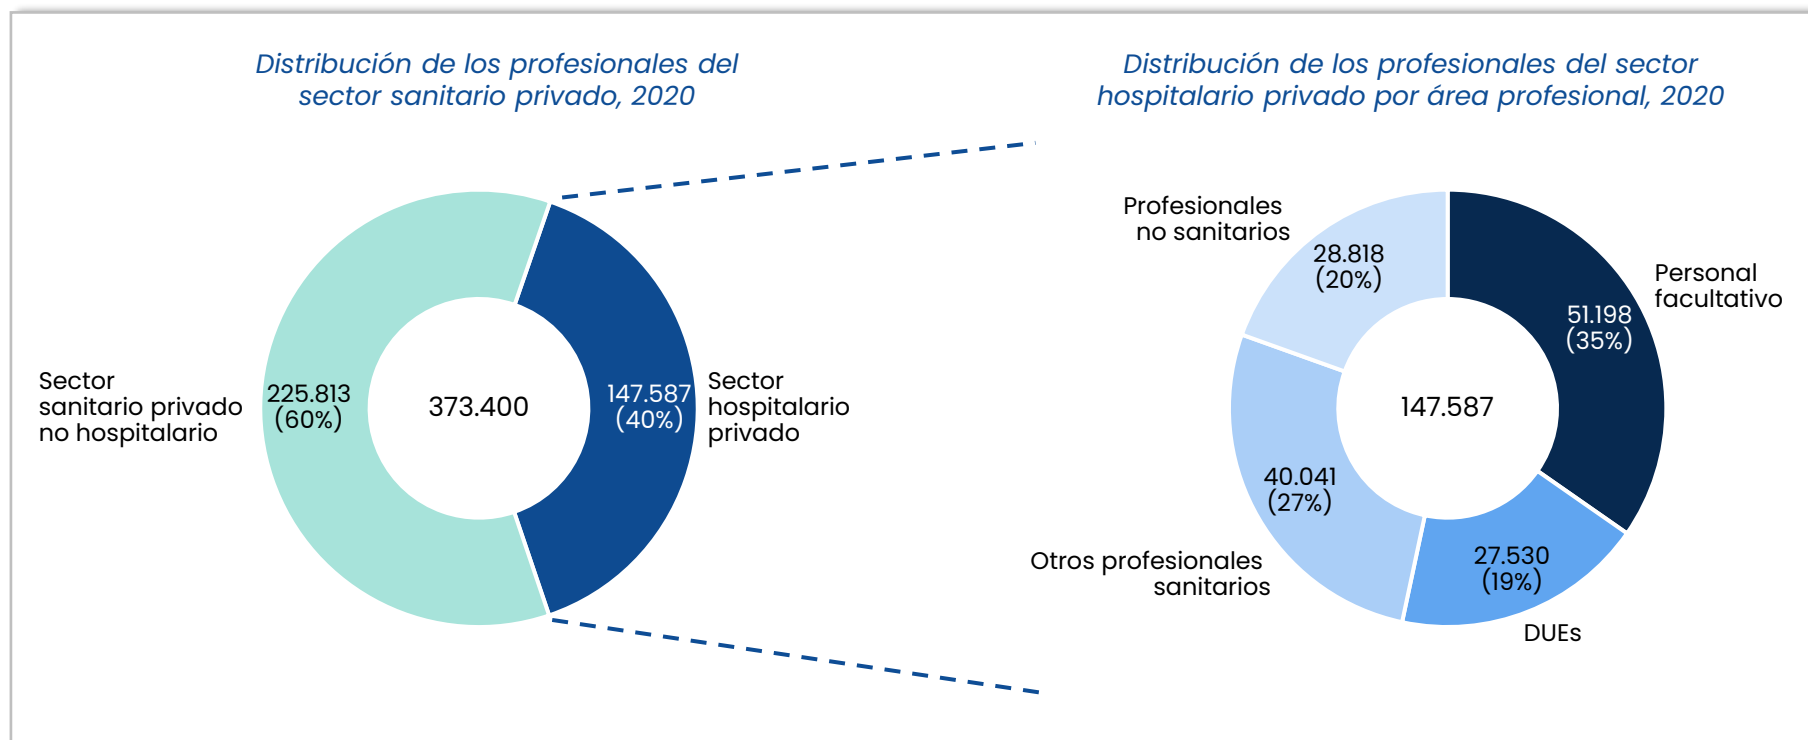 Distribución de los profesionales del
sector sanitario privado, 2020
Sector
sanitario privado
no hospitalario
225.813
(60%)
373.400
147.587
(40%)
Sector
hospitalario
privado
Distribución de los profesionales del sector
hospitalario privado por área profesional, 2020
Profesionales
no sanitarios
28.818
(20%)
Personal
facultativo
51.198
(35%)
147.587
40.041
(27%)
Otros profesionales
sanitarios
27.530
(19%)
DUEs